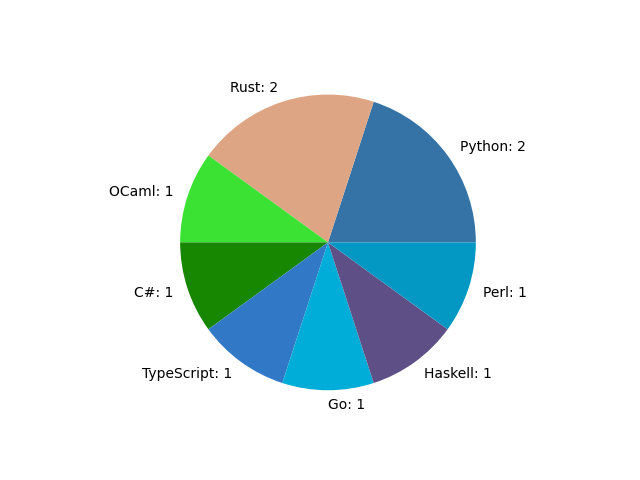 Rust: 2
Python: 2
OCaml: 1
C#: 1
Perl: 1
TypeScript: 1
Haskell: 1
Go: 1